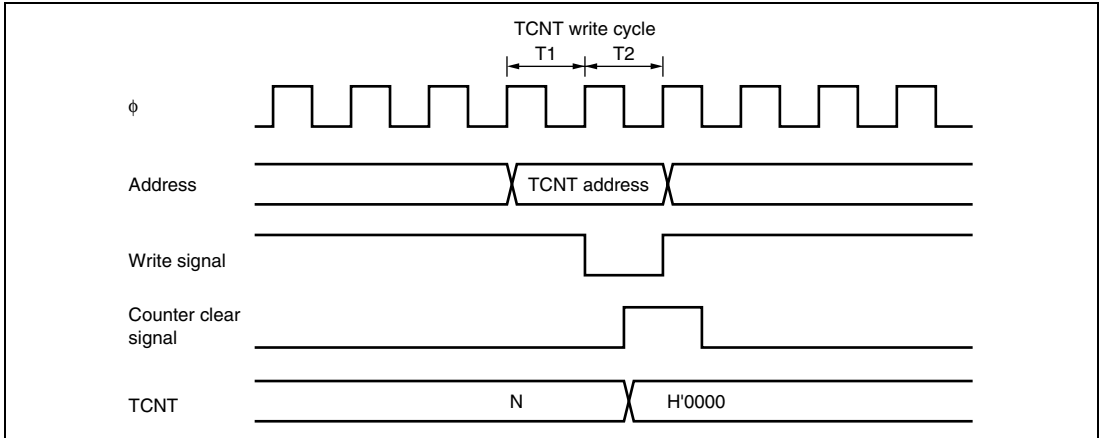 TCNT write cycle
T1 T2
φ
Address
TCNT address
Write signal
Counter clear
signal
TCNT
N
H'0000